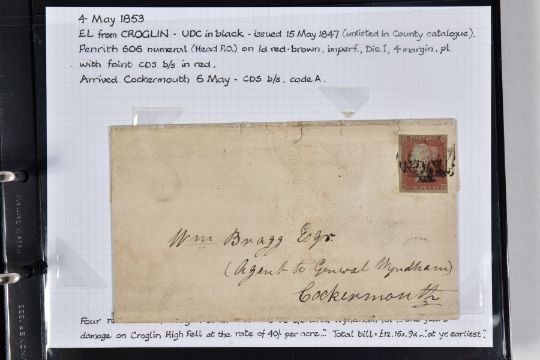 4 May 1853
EL from CROGLIN - UDC in black - issued 15 May 1847 (unlisted in County catalogue).
Penrith 606 numeral (Head P.O.) on 1d red-brown, imperf., Die I, 4 margin, pl.
with faint CDS b/s in red.
Arrived Cockermouth 6 May - CDS b/s, code A.
Wm Bragg Esqr
(Agent to General Wyndham)
Cockermouth
damage on Croglin High Fell at the rate of 40/- per acre. Total bill = £12.16s.9d "at yr. earliest".
Made in Germany